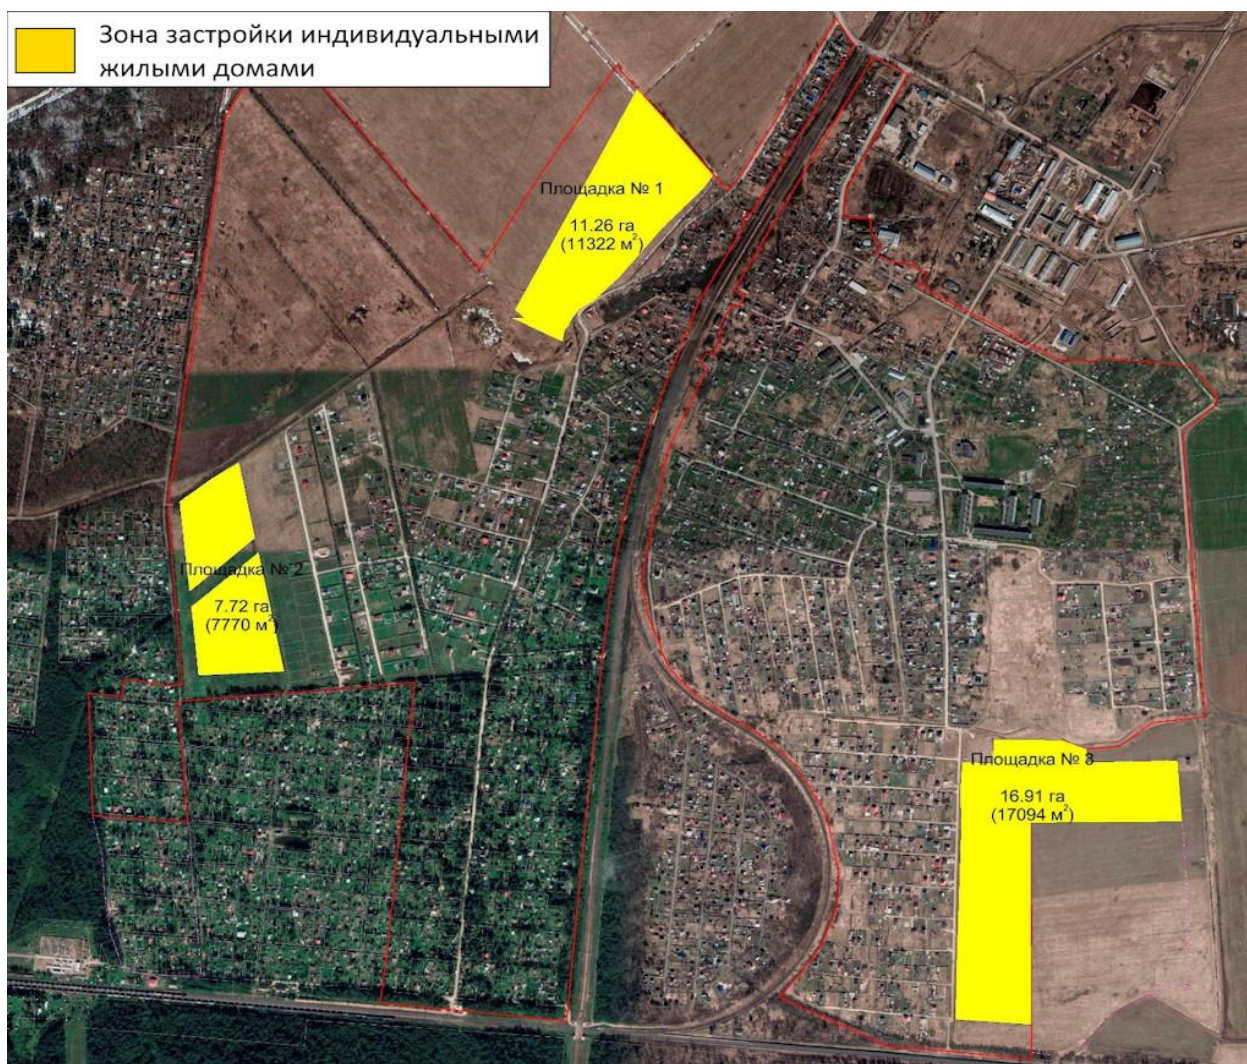 Зона застройки индивидуальными
жилыми домами
Площадка № 1
11.26 га
(11322 м²)
Площадка № 2
7.72 га
(7770 м²)
Площадка № 3
16.91 га
(17094 м²)